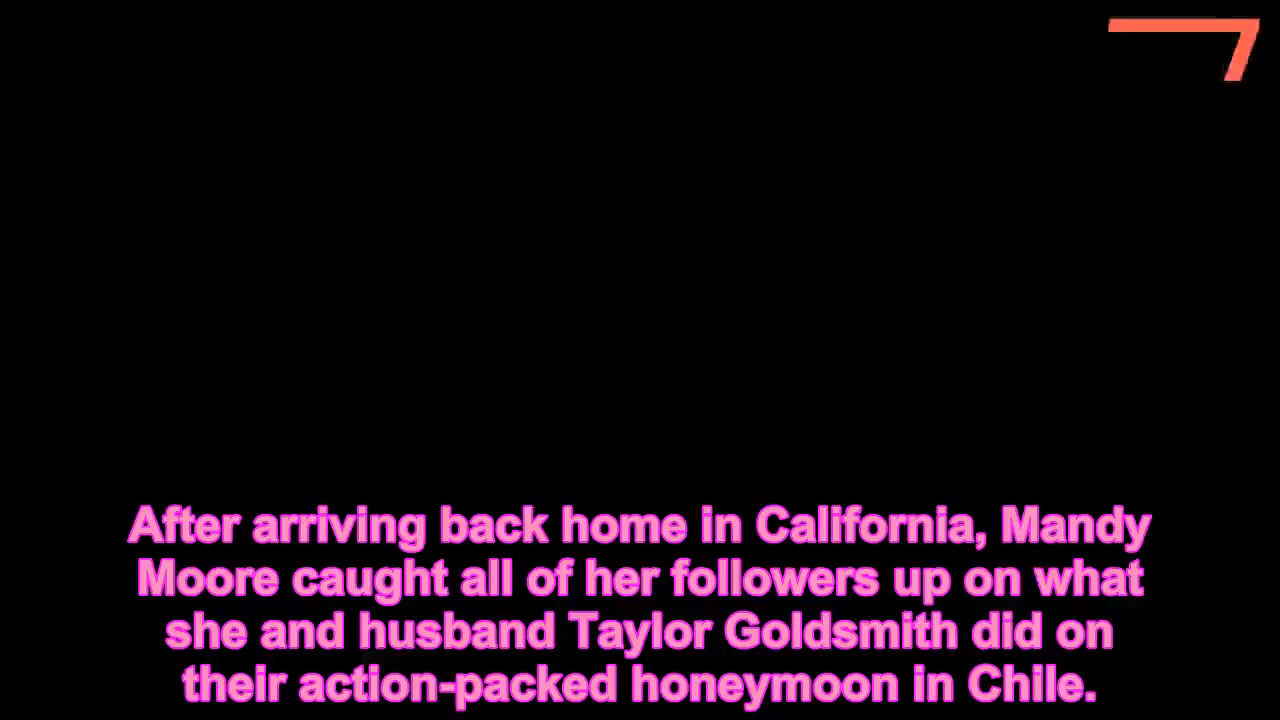 After arriving back home in California, Mandy
Moore caught all of her followers up on what
she and husband Taylor Goldsmith did on
their action-packed honeymoon in Chile.